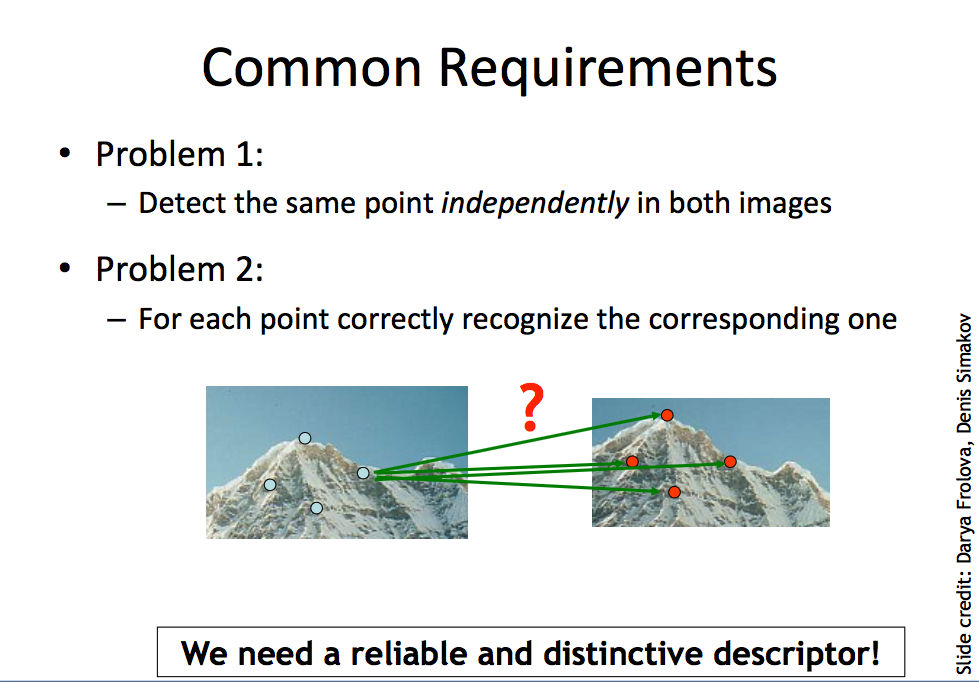 Common Requirements
• Problem 1:
– Detect the same point independently in both images
• Problem 2:
– For each point correctly recognize the corresponding one
?
We need a reliable and distinctive descriptor!
Slide credit: Darya Frolova, Denis Simakov